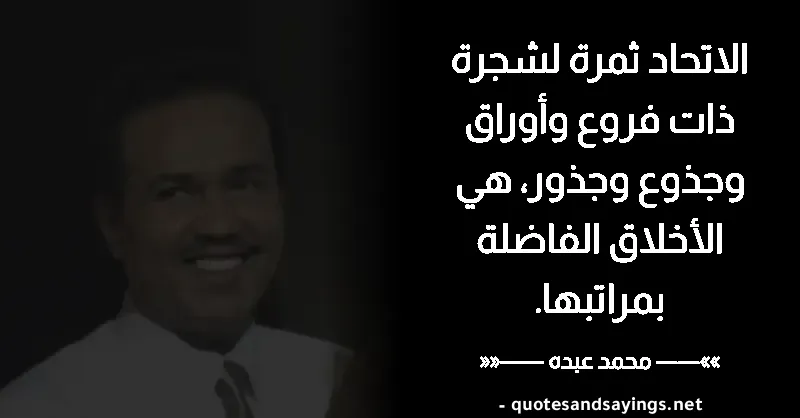 الاتحاد ثمرة لشجرة
ذات فروع وأوراق
وجذوع وجذور، هي
الأخلاق الفاضلة
بمراتبها.
»»—— محمد عبده ——««
- quotesandsayings.net